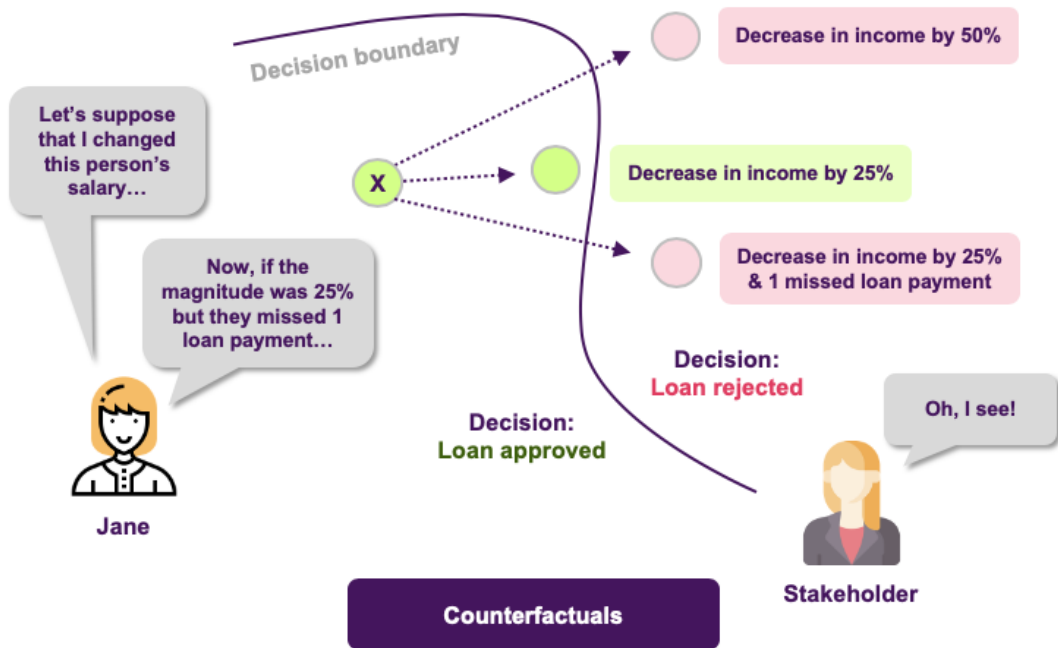 Decision boundary
Decrease in income by 50%
Let's suppose
that I changed
this person's
salary...
X
Decrease in income by 25%
Now, if the
magnitude was 25%
but they missed 1
loan payment...
Decrease in income by 25%
& 1 missed loan payment
Decision:
Loan rejected
Decision:
Loan approved
Oh, I see!
Jane
Stakeholder
Counterfactuals